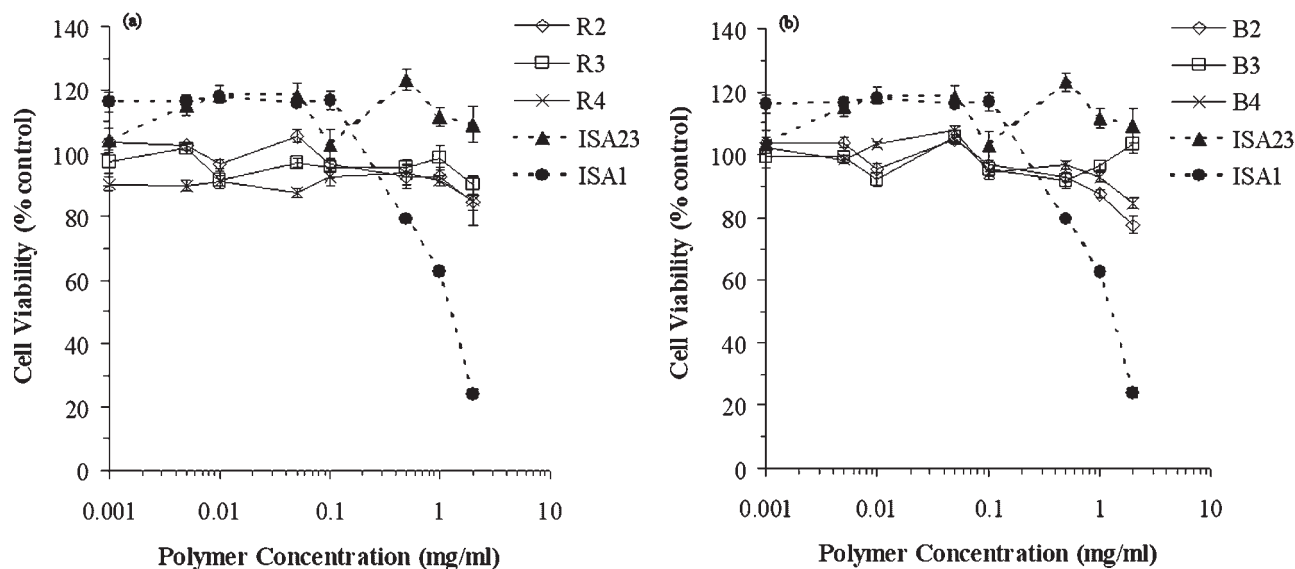 (a)
Cell Viability (% control)
140
120
100
80
60
40
20
0
0.001 0.01 0.1 1 10
Polymer Concentration (mg/ml)
R2
R3
R4
ISA23
ISA1
(b)
Cell Viability (% control)
140
120
100
80
60
40
20
0
0.001 0.01 0.1 1 10
Polymer Concentration (mg/ml)
B2
B3
B4
ISA23
ISA1